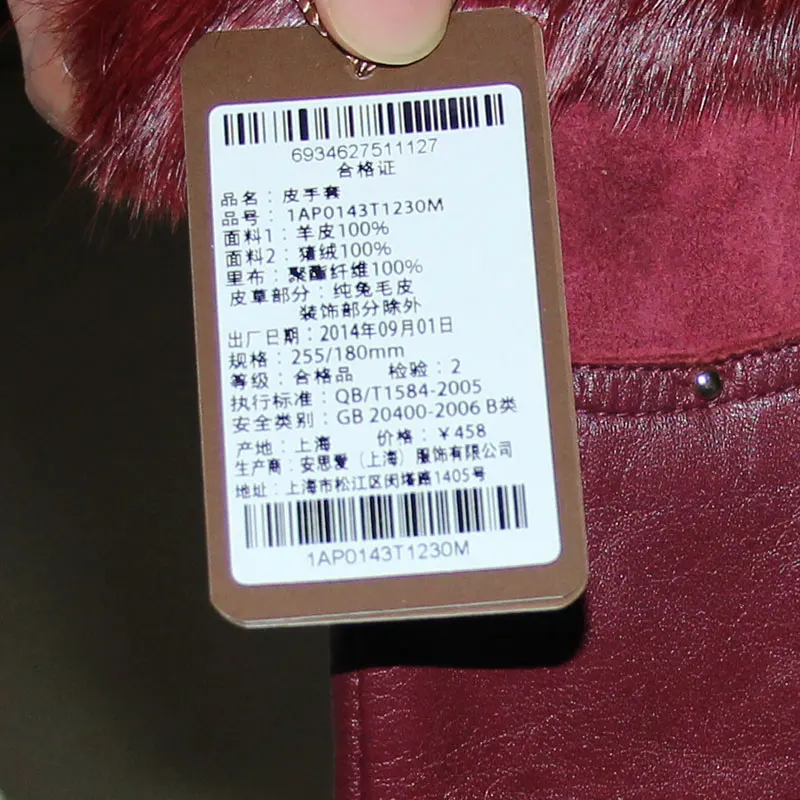 6934627511127
合格证
品名：皮手套
品号：1AP0143T1230M
面料1：羊皮100%
面料2：猪绒100%
里布：聚酯纤维100%
皮草部分：纯兔毛皮
装饰部分除外
出厂日期：2014年09月01日
规格：255/180mm
等级：合格品 检验：2
执行标准：QB/T1584-2005
安全类别：GB 20400-2006 B类
产地：上海 价格：￥458
生产商：安思爱（上海）服饰有限公司
地址：上海市松江区闵塔路1405号
1AP0143T1230M